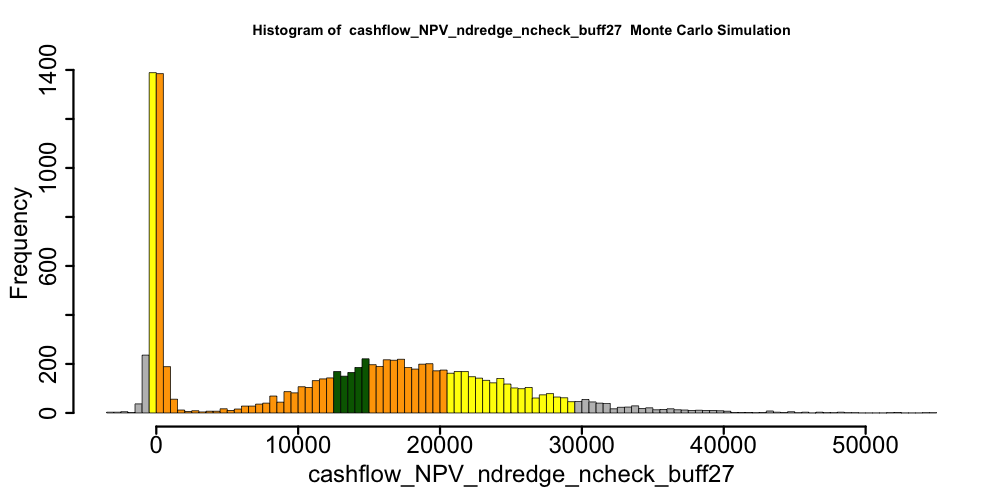 Histogram of  cashflow_NPV_ndredge_ncheck_buff27  Monte Carlo Simulation
Frequency
1400
1000
600
200
0
0 10000 20000 30000 40000 50000
cashflow_NPV_ndredge_ncheck_buff27